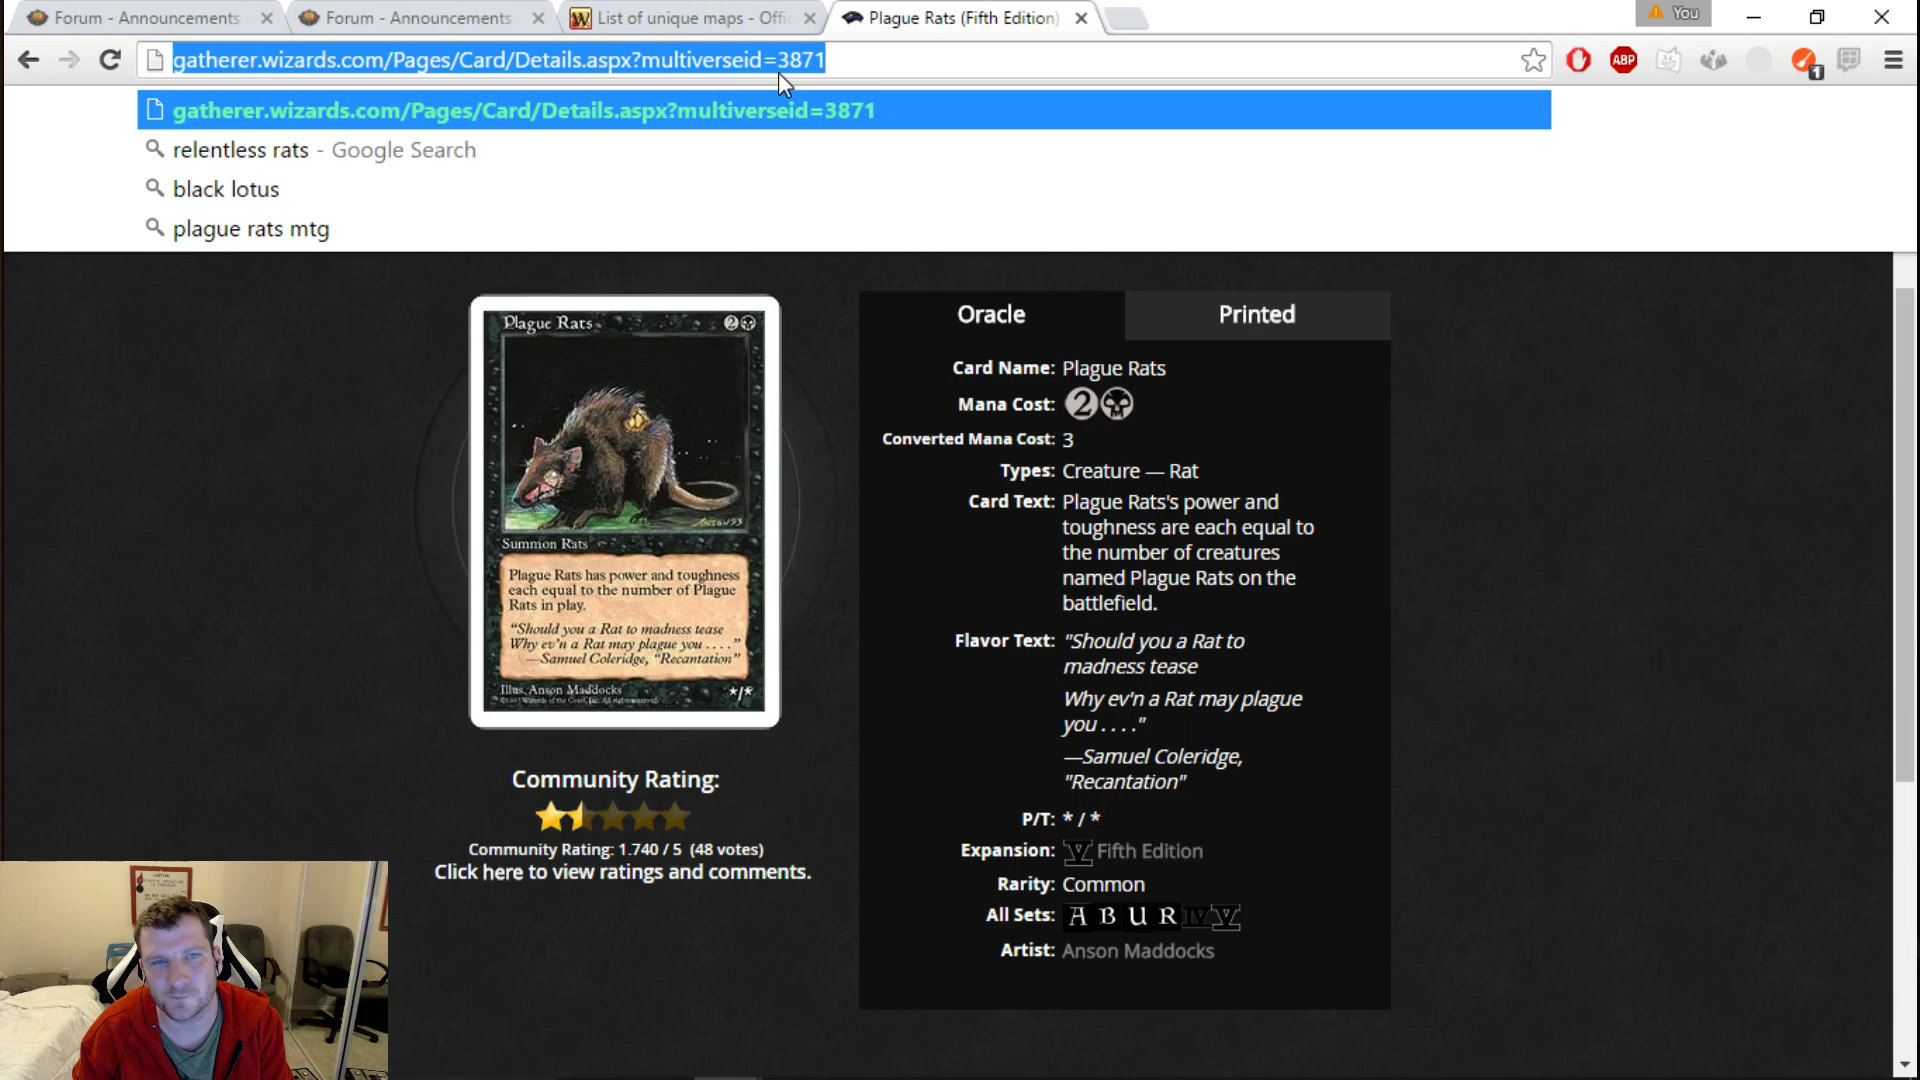 Forum - Announcements
Forum - Announcements
List of unique maps - Offi
Plague Rats (Fifth Edition)
You
gatherer.wizards.com/Pages/Card/Details.aspx?multiverseid=3871
ABP
1
gatherer.wizards.com/Pages/Card/Details.aspx?multiverseid=3871
relentless rats - Google Search
black lotus
plague rats mtg
Plague Rats
2
Summon Rats
Plague Rats has power and toughness
each equal to the number of Plague
Rats in play.
"Should you a Rat to madness tease
Why ev'n a Rat may plague you . . . ."
—Samuel Coleridge, "Recantation"
Illus. Anson Maddocks
*/*
Community Rating:
Community Rating: 1.740 / 5 (48 votes)
Click here to view ratings and comments.
Oracle
Printed
Card Name: Plague Rats
Mana Cost: 2
Converted Mana Cost: 3
Types: Creature — Rat
Card Text: Plague Rats's power and
toughness are each equal to
the number of creatures
named Plague Rats on the
battlefield.
Flavor Text: "Should you a Rat to
madness tease
Why ev'n a Rat may plague
you . . . ."
—Samuel Coleridge,
"Recantation"
P/T: * / *
Expansion: V Fifth Edition
Rarity: Common
All Sets: A B U R IV V
Artist: Anson Maddocks